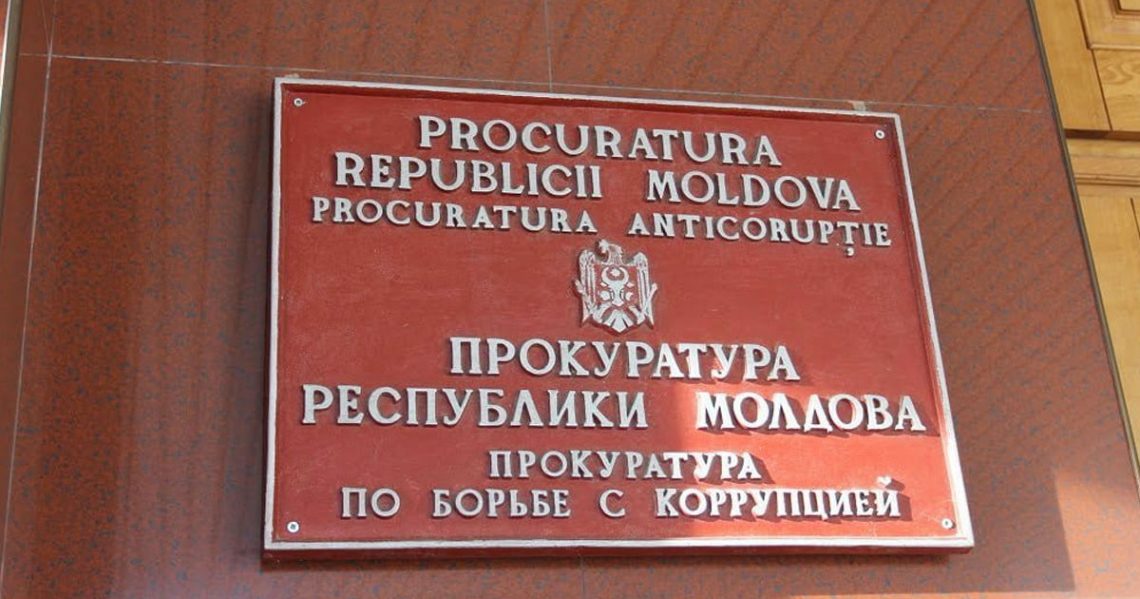 PROCURATURA
REPUBLICII MOLDOVA
PROCURATURA ANTICORUPȚIE
ПРОКУРАТУРА
РЕСПУБЛИКИ МОЛДОВА
ПРОКУРАТУРА
ПО БОРЬБЕ С КОРРУПЦИЕЙ